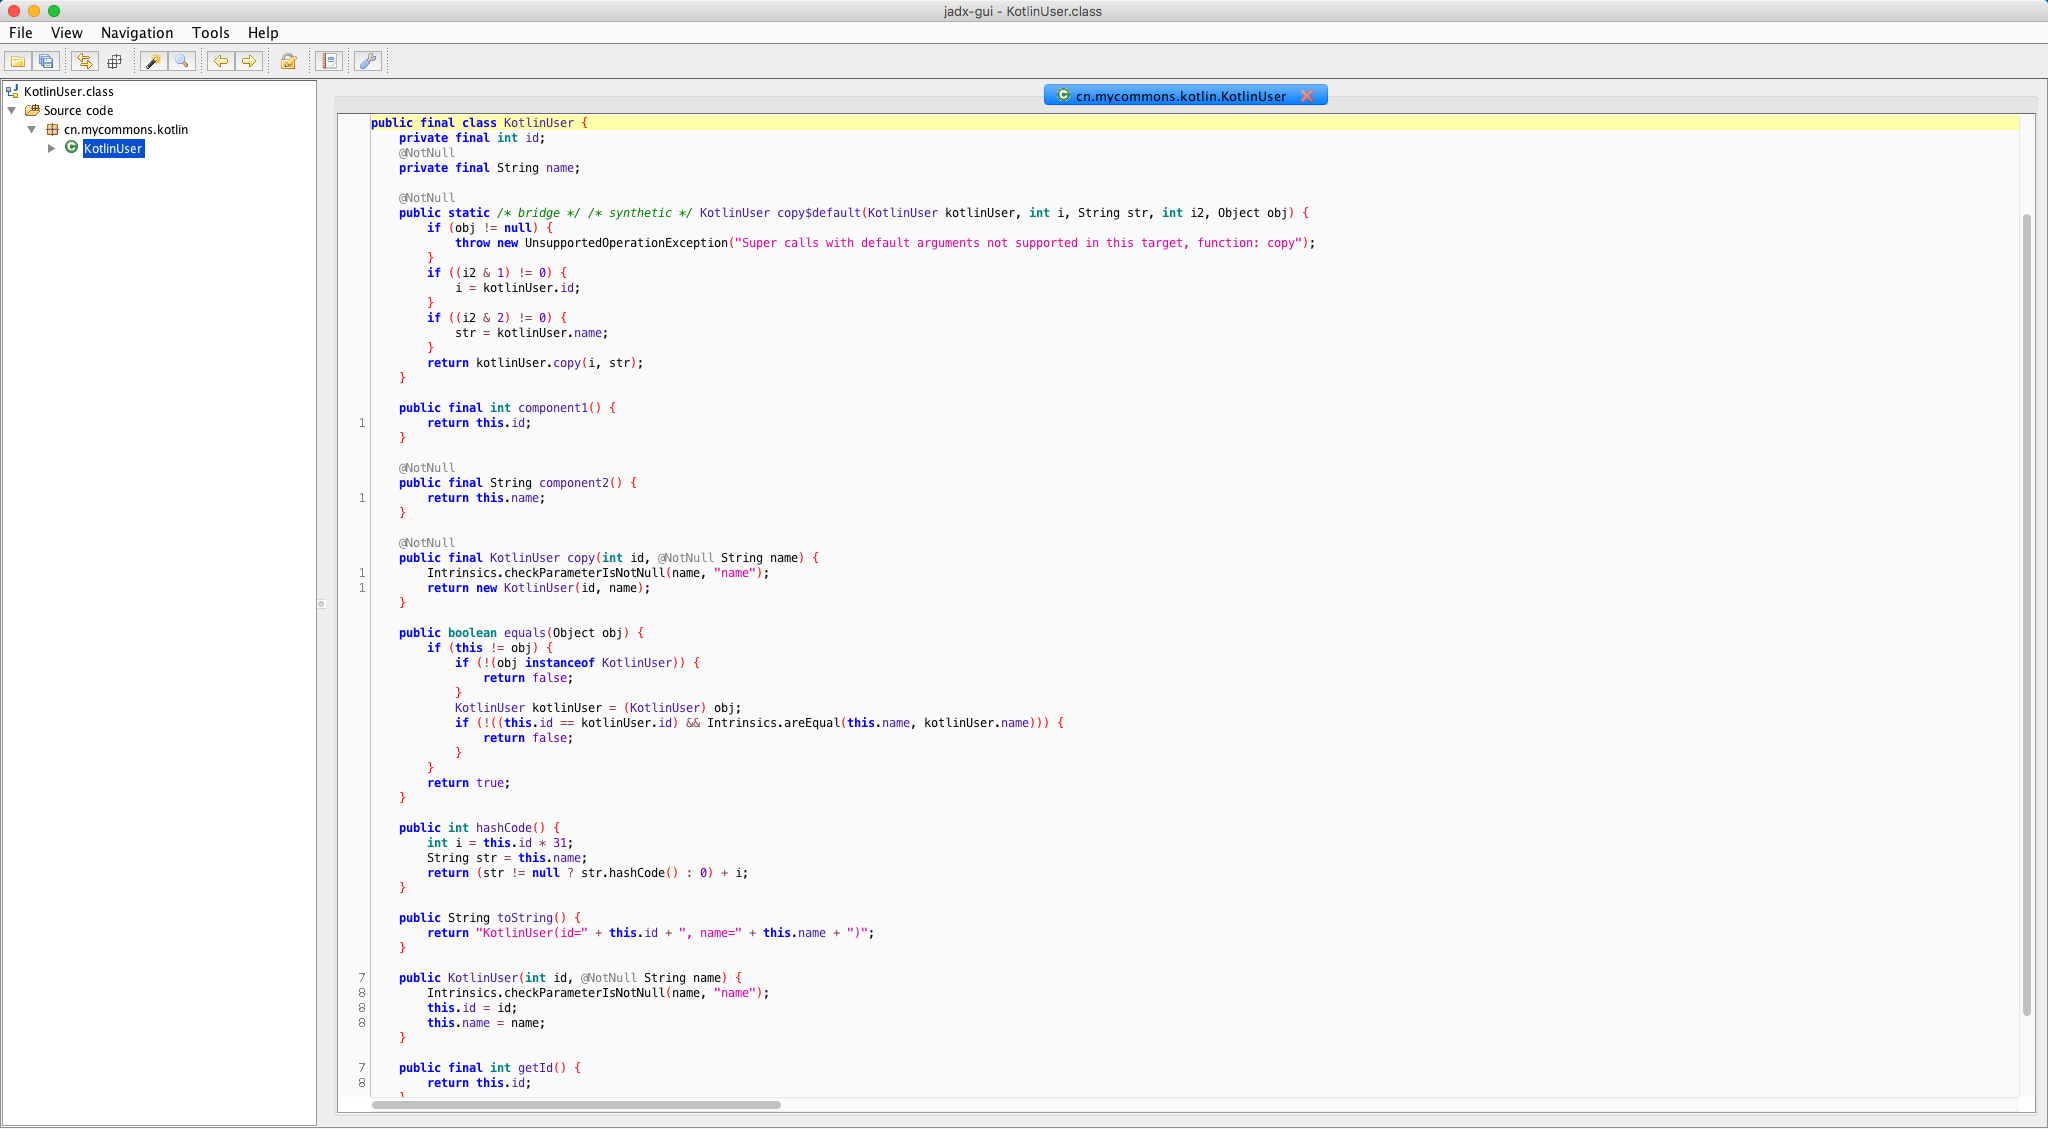 jadx-gui - KotlinUser.class
File View Navigation Tools Help
KotlinUser.class
Source code
cn.mycommons.kotlin
KotlinUser
cn.mycommons.kotlin.KotlinUser
public final class KotlinUser {
    private final int id;
    @NotNull
    private final String name;

    @NotNull
    public static /* bridge */ /* synthetic */ KotlinUser copy$default(KotlinUser kotlinUser, int i, String str, int i2, Object obj) {
        if (obj != null) {
            throw new UnsupportedOperationException("Super calls with default arguments not supported in this target, function: copy");
        }
        if ((i2 & 1) != 0) {
            i = kotlinUser.id;
        }
        if ((i2 & 2) != 0) {
            str = kotlinUser.name;
        }
        return kotlinUser.copy(i, str);
    }

    public final int component1() {
1        return this.id;
    }

    @NotNull
    public final String component2() {
1        return this.name;
    }

    @NotNull
    public final KotlinUser copy(int id, @NotNull String name) {
1        Intrinsics.checkParameterIsNotNull(name, "name");
1        return new KotlinUser(id, name);
    }

    public boolean equals(Object obj) {
        if (this != obj) {
            if (!(obj instanceof KotlinUser)) {
                return false;
            }
            KotlinUser kotlinUser = (KotlinUser) obj;
            if (!((this.id == kotlinUser.id) && Intrinsics.areEqual(this.name, kotlinUser.name))) {
                return false;
            }
        }
        return true;
    }

    public int hashCode() {
        int i = this.id * 31;
        String str = this.name;
        return (str != null ? str.hashCode() : 0) + i;
    }

    public String toString() {
        return "KotlinUser(id=" + this.id + ", name=" + this.name + ")";
    }

7    public KotlinUser(int id, @NotNull String name) {
8        Intrinsics.checkParameterIsNotNull(name, "name");
8        this.id = id;
8        this.name = name;
    }

7    public final int getId() {
8        return this.id;
    }